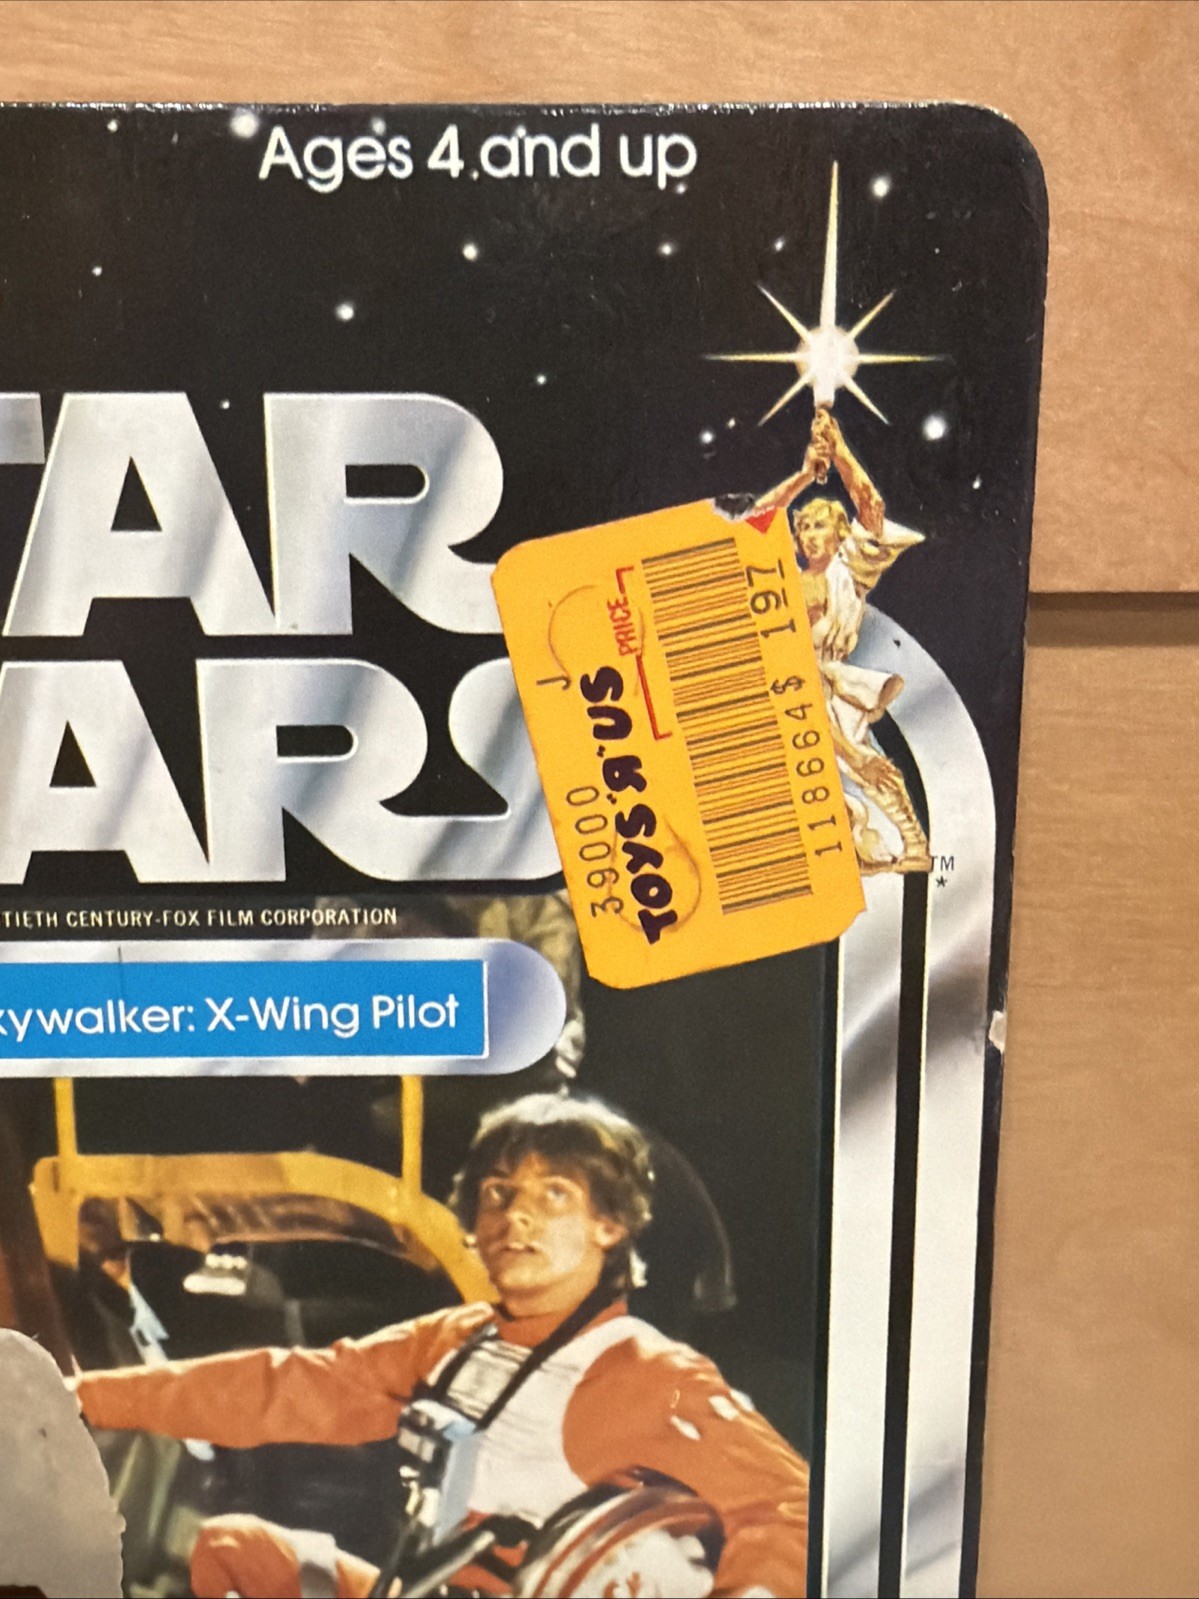 Ages 4 and up
TAR
ARS
TIETH CENTURY-FOX FILM CORPORATION
TM
*
ywalker: X-Wing Pilot
J
39000
TOYS "R" US
PRICE
118664$ 197